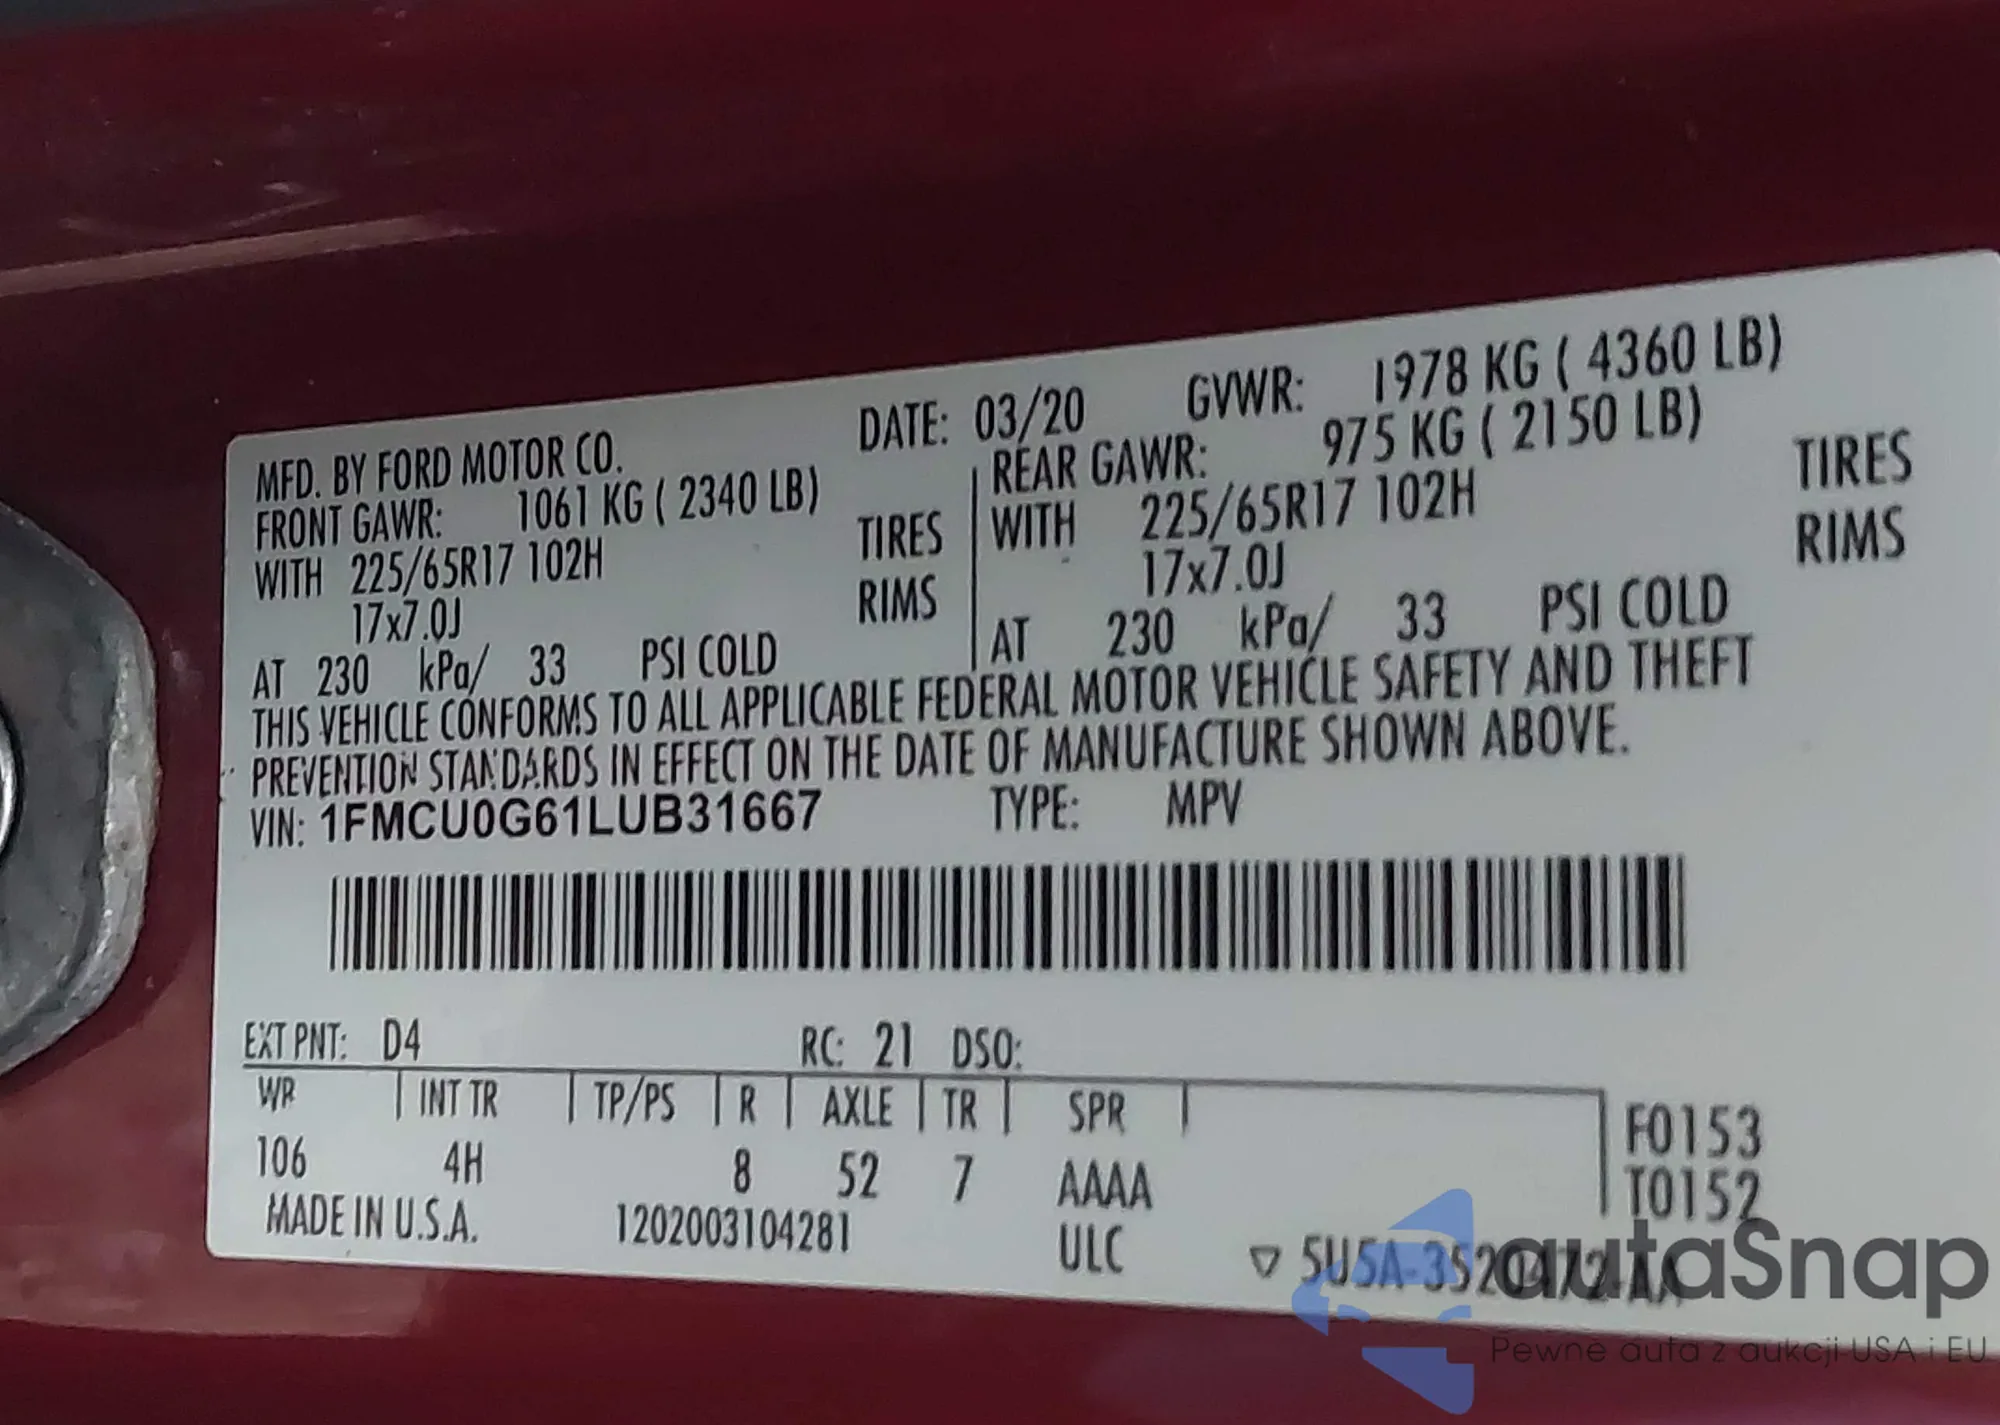 MFD. BY FORD MOTOR CO. DATE: 03/20 GVWR: 1978 KG ( 4360 LB)
FRONT GAWR: 1061 KG ( 2340 LB) REAR GAWR: 975 KG ( 2150 LB)
WITH 225/65R17 102H TIRES WITH 225/65R17 102H TIRES
17x7.0J RIMS 17x7.0J RIMS
AT 230 kPa/ 33 PSI COLD AT 230 kPa/ 33 PSI COLD
THIS VEHICLE CONFORMS TO ALL APPLICABLE FEDERAL MOTOR VEHICLE SAFETY AND THEFT
PREVENTION STANDARDS IN EFFECT ON THE DATE OF MANUFACTURE SHOWN ABOVE.
VIN: 1FMCU0G61LUB31667 TYPE: MPV
EXT PNT: D4 RC: 21 DSO:
WR INT TR TP/PS R AXLE TR SPR F0153
106 4H 8 52 7 AAAA T0152
MADE IN U.S.A. 1202003104281 ULC 5U5A-3520472-AA
autaSnap
Pewne auta z aukcji USA i EU